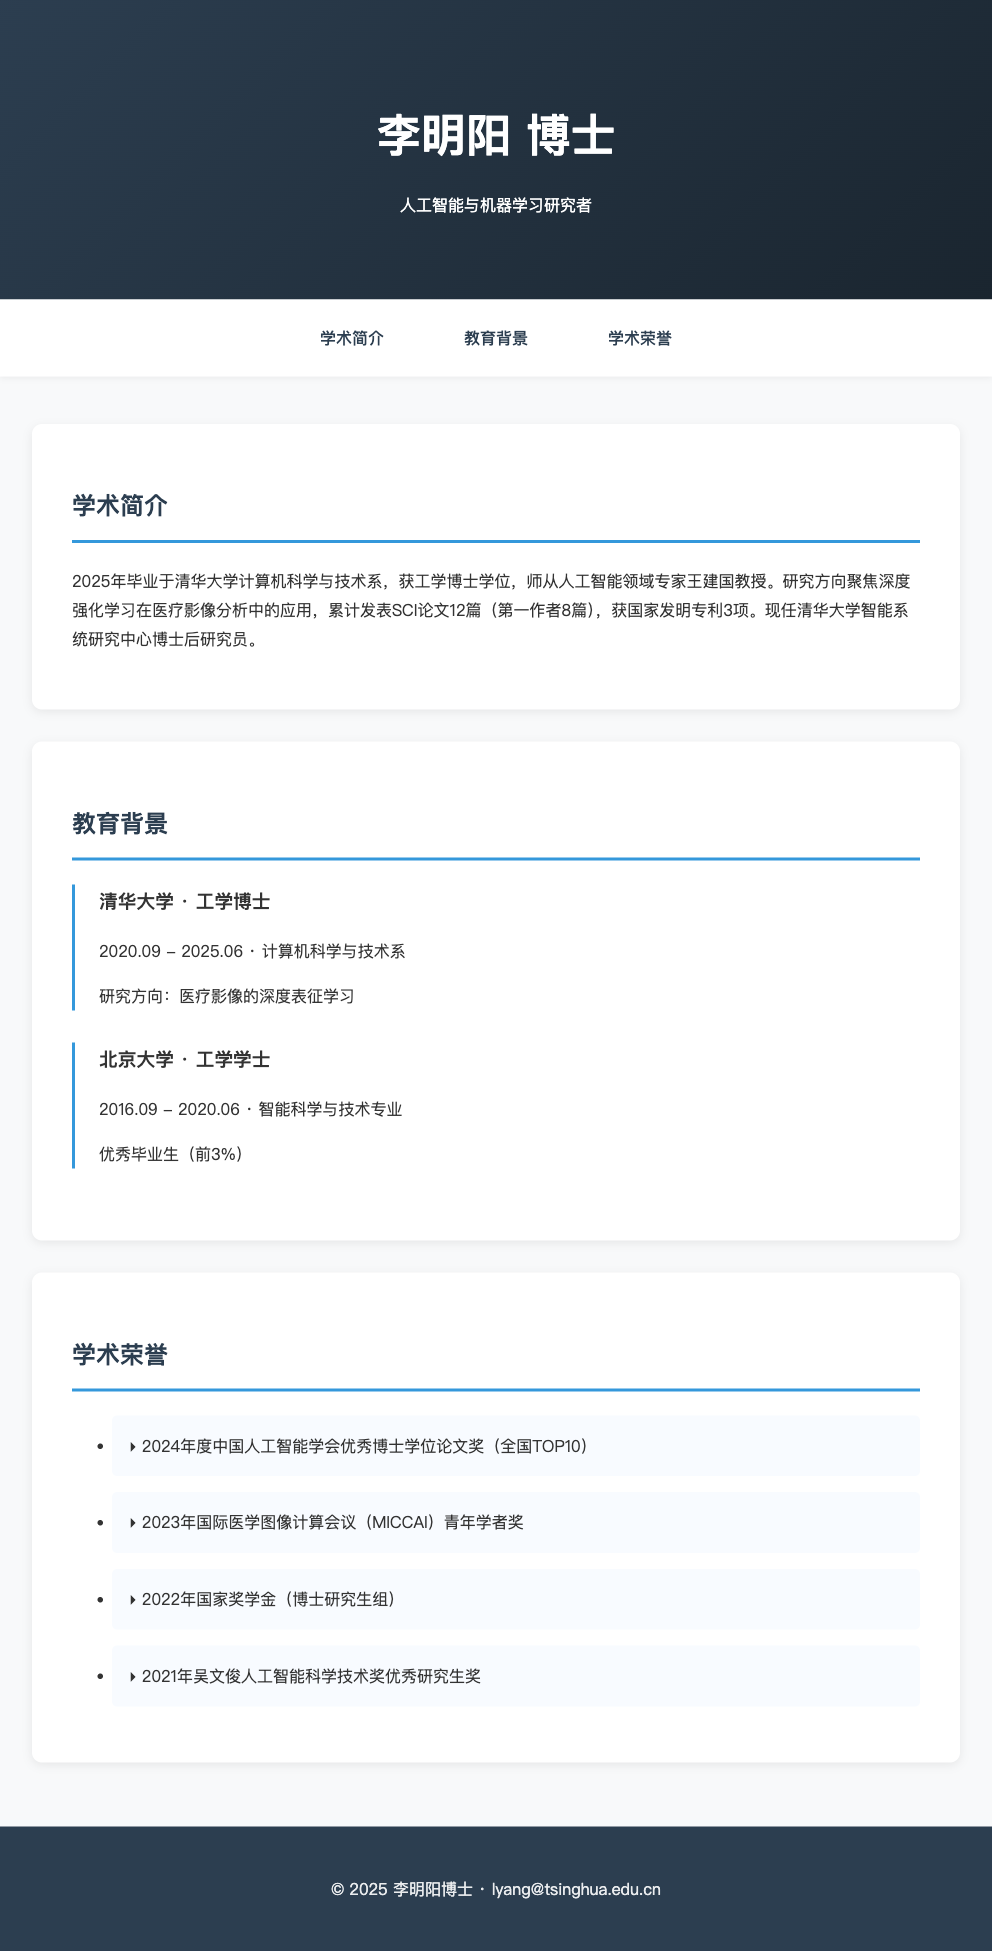 李明阳 博士
人工智能与机器学习研究者
学术简介 教育背景 学术荣誉
学术简介
2025年毕业于清华大学计算机科学与技术系，获工学博士学位，师从人工智能领域专家王建国教授。研究方向聚焦深度
强化学习在医疗影像分析中的应用，累计发表SCI论文12篇（第一作者8篇），获国家发明专利3项。现任清华大学智能系
统研究中心博士后研究员。
教育背景
清华大学 · 工学博士
2020.09 – 2025.06 · 计算机科学与技术系
研究方向：医疗影像的深度表征学习
北京大学 · 工学学士
2016.09 – 2020.06 · 智能科学与技术专业
优秀毕业生（前3%）
学术荣誉
2024年度中国人工智能学会优秀博士学位论文奖（全国TOP10）
2023年国际医学图像计算会议（MICCAI）青年学者奖
2022年国家奖学金（博士研究生组）
2021年吴文俊人工智能科学技术奖优秀研究生奖
© 2025 李明阳博士 · lyang@tsinghua.edu.cn